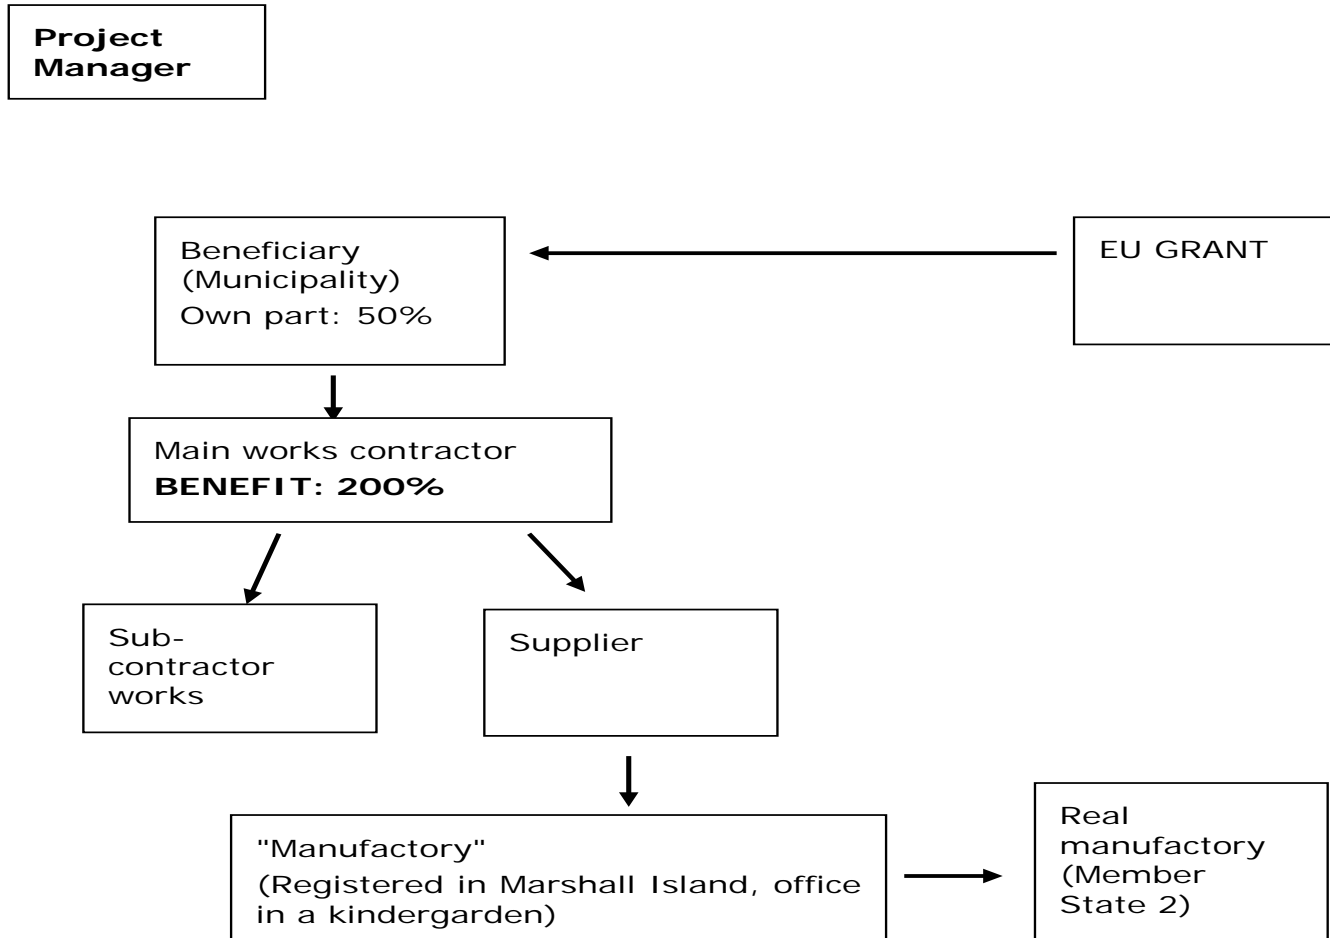 Project
Manager
Beneficiary
(Municipality)
Own part: 50%
EU GRANT
Main works contractor
BENEFIT: 200%
Sub-
contractor
works
Supplier
"Manufactory"
(Registered in Marshall Island, office
in a kindergarden)
Real
manufactory
(Member
State 2)